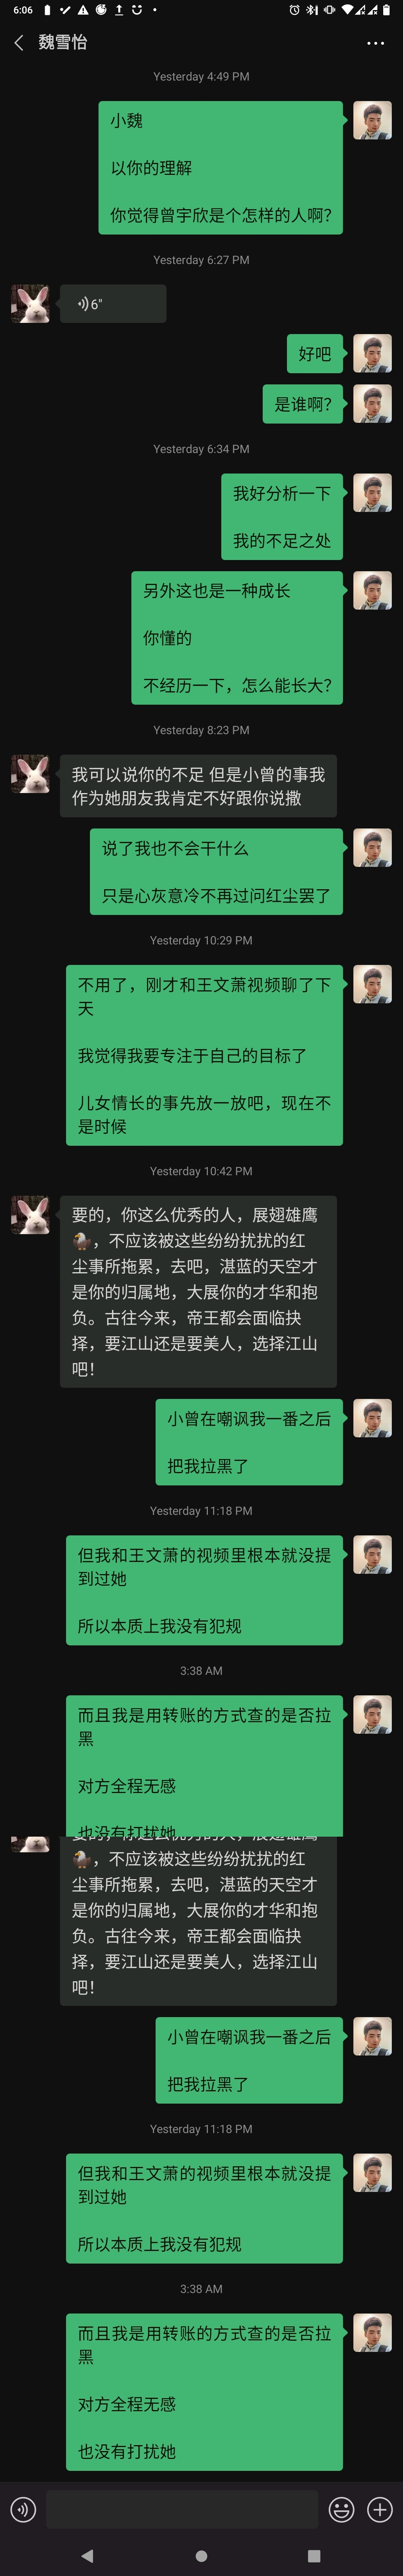 6:06
魏雪怡
Yesterday 4:49 PM
小魏
以你的理解
你觉得曾宇欣是个怎样的人啊？
Yesterday 6:27 PM
6"
好吧
是谁啊？
Yesterday 6:34 PM
我好分析一下
我的不足之处
另外这也是一种成长
你懂的
不经历一下，怎么能长大？
Yesterday 8:23 PM
我可以说你的不足 但是小曾的事我
作为她朋友我肯定不好跟你说撒
说了我也不会干什么
只是心灰意冷不再过问红尘罢了
Yesterday 10:29 PM
不用了，刚才和王文萧视频聊了下
天
我觉得我要专注于自己的目标了
儿女情长的事先放一放吧，现在不
是时候
Yesterday 10:42 PM
要的，你这么优秀的人，展翅雄鹰
🦅，不应该被这些纷纷扰扰的红
尘事所拖累，去吧，湛蓝的天空才
是你的归属地，大展你的才华和抱
负。古往今来，帝王都会面临抉
择，要江山还是要美人，选择江山
吧！
小曾在嘲讽我一番之后
把我拉黑了
Yesterday 11:18 PM
但我和王文萧的视频里根本就没提
到过她
所以本质上我没有犯规
3:38 AM
而且我是用转账的方式查的是否拉
黑
对方全程无感
也没有打扰她
要的，你这么优秀的人，展翅雄鹰
🦅，不应该被这些纷纷扰扰的红
尘事所拖累，去吧，湛蓝的天空才
是你的归属地，大展你的才华和抱
负。古往今来，帝王都会面临抉
择，要江山还是要美人，选择江山
吧！
小曾在嘲讽我一番之后
把我拉黑了
Yesterday 11:18 PM
但我和王文萧的视频里根本就没提
到过她
所以本质上我没有犯规
3:38 AM
而且我是用转账的方式查的是否拉
黑
对方全程无感
也没有打扰她